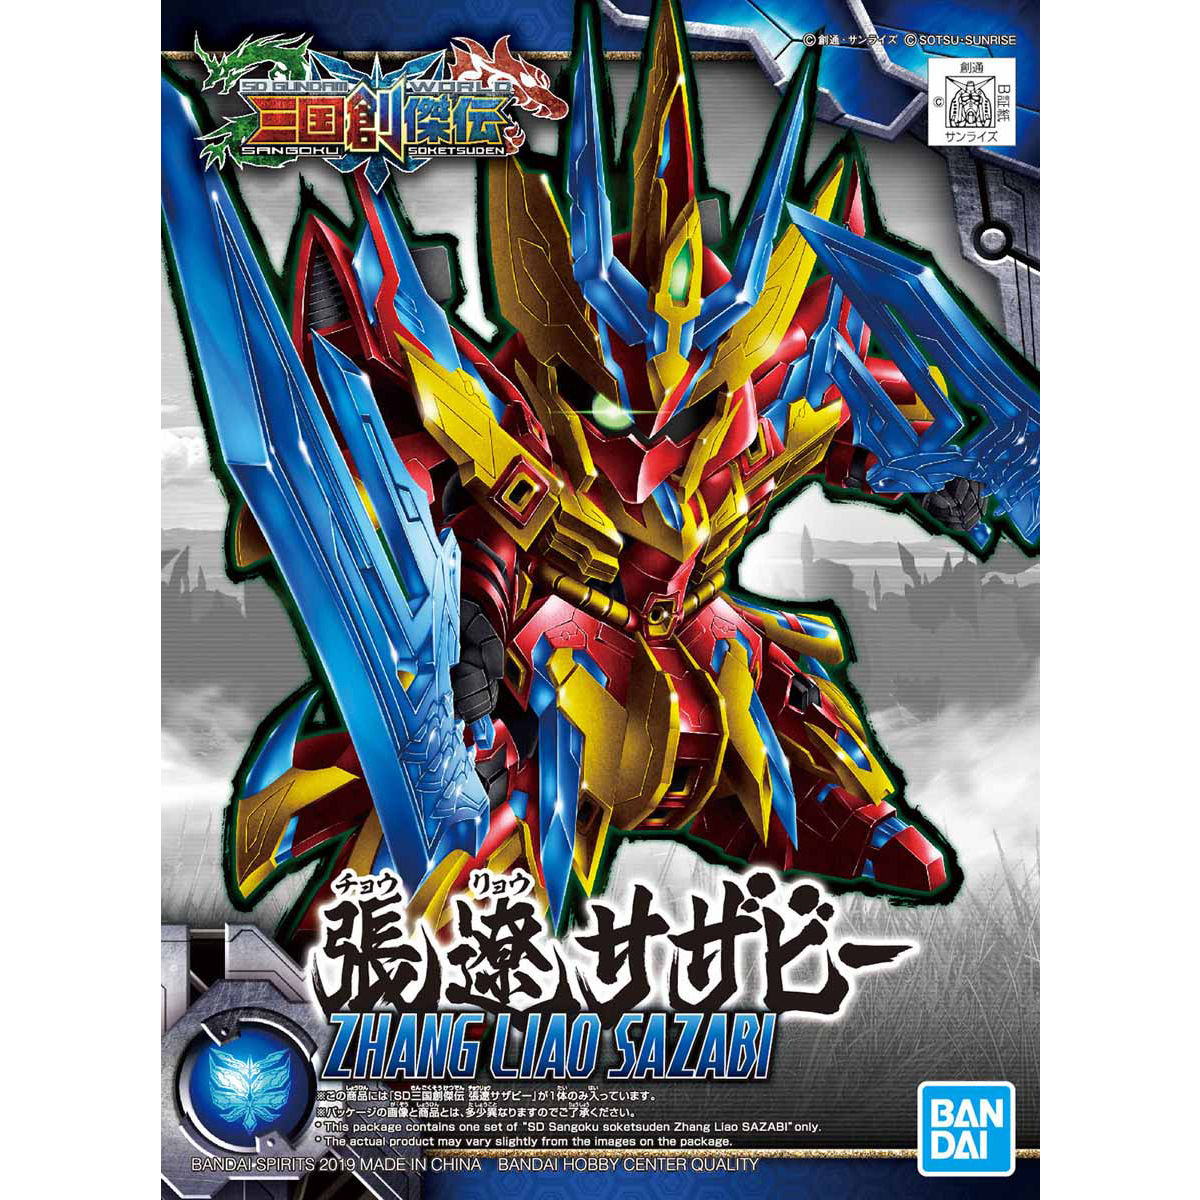 ©創通・サンライズ ©SOTSU・SUNRISE
SD GUNDAM WORLD
三国創傑伝
SANGOKU SOKETSUDEN
創通
©
サンライズ
B証紙
チョウ リョウ
張遼サザビー
ZHANG LIAO SAZABI
※この商品には「SD三国創傑伝 張遼サザビー」が1体のみ入っています。
※パッケージの画像と商品とは、多少異なりますのでご了承ください。
* This package contains one set of "SD Sangoku soketsuden Zhang Liao SAZABI" only.
* The actual product may vary slightly from the images on the package.
BANDAI SPIRITS 2019 MADE IN CHINA BANDAI HOBBY CENTER QUALITY
BAN
DAI